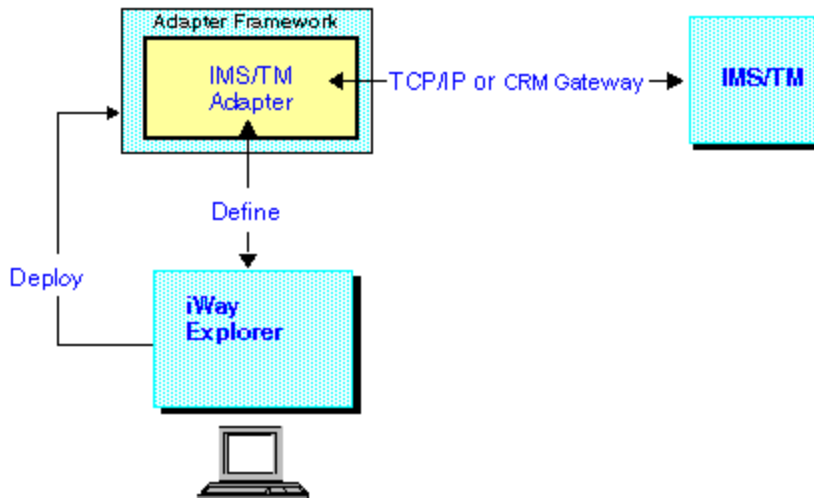 Adapter Framework
IMS/TM
Adapter
TCP/IP or CRM Gateway
IMS/TM
Define
Deploy
iWay
Explorer